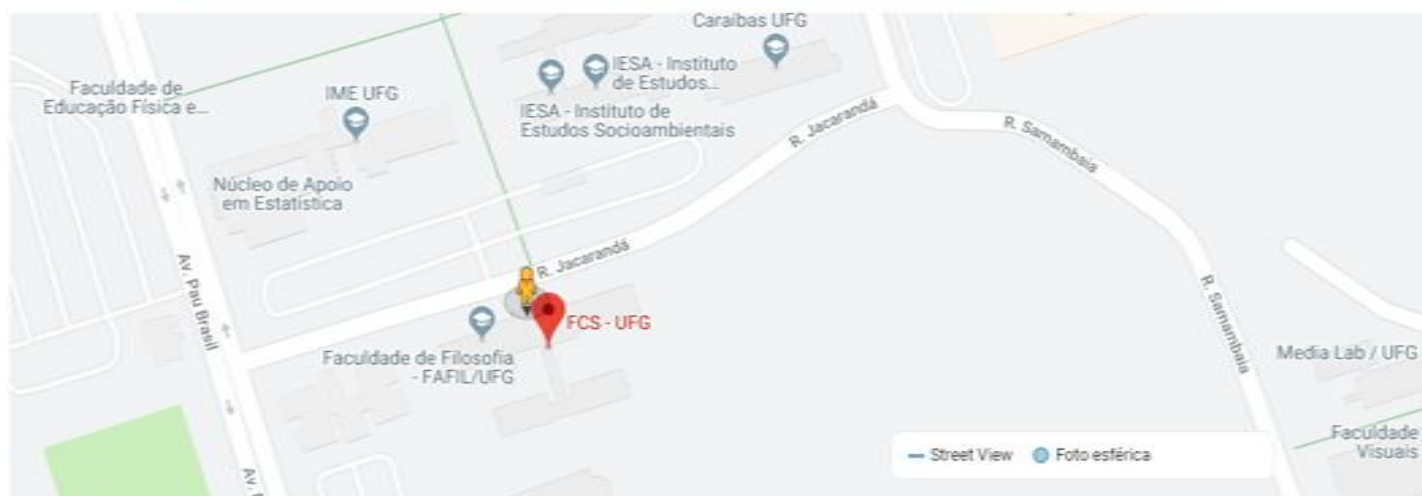 Caraíbas UFG
IESA - Instituto
de Estudos...
Faculdade de
Educação Física e...
IME UFG
IESA - Instituto de
Estudos Socioambientais
R. Jacarandá
R. Samambaia
Núcleo de Apoio
em Estatística
R. Jacarandá
Av. Pau Brasil
R. Samambaia
FCS - UFG
Faculdade de Filosofia
- FAFIL/UFG
Media Lab / UFG
Faculdade
Visuais
Street View
Foto esférica
Av.